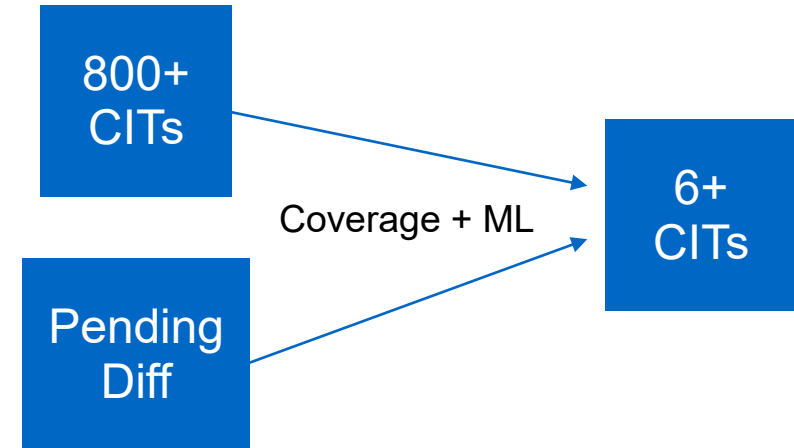 800+
CITs
Coverage + ML
6+
CITs
Pending
Diff